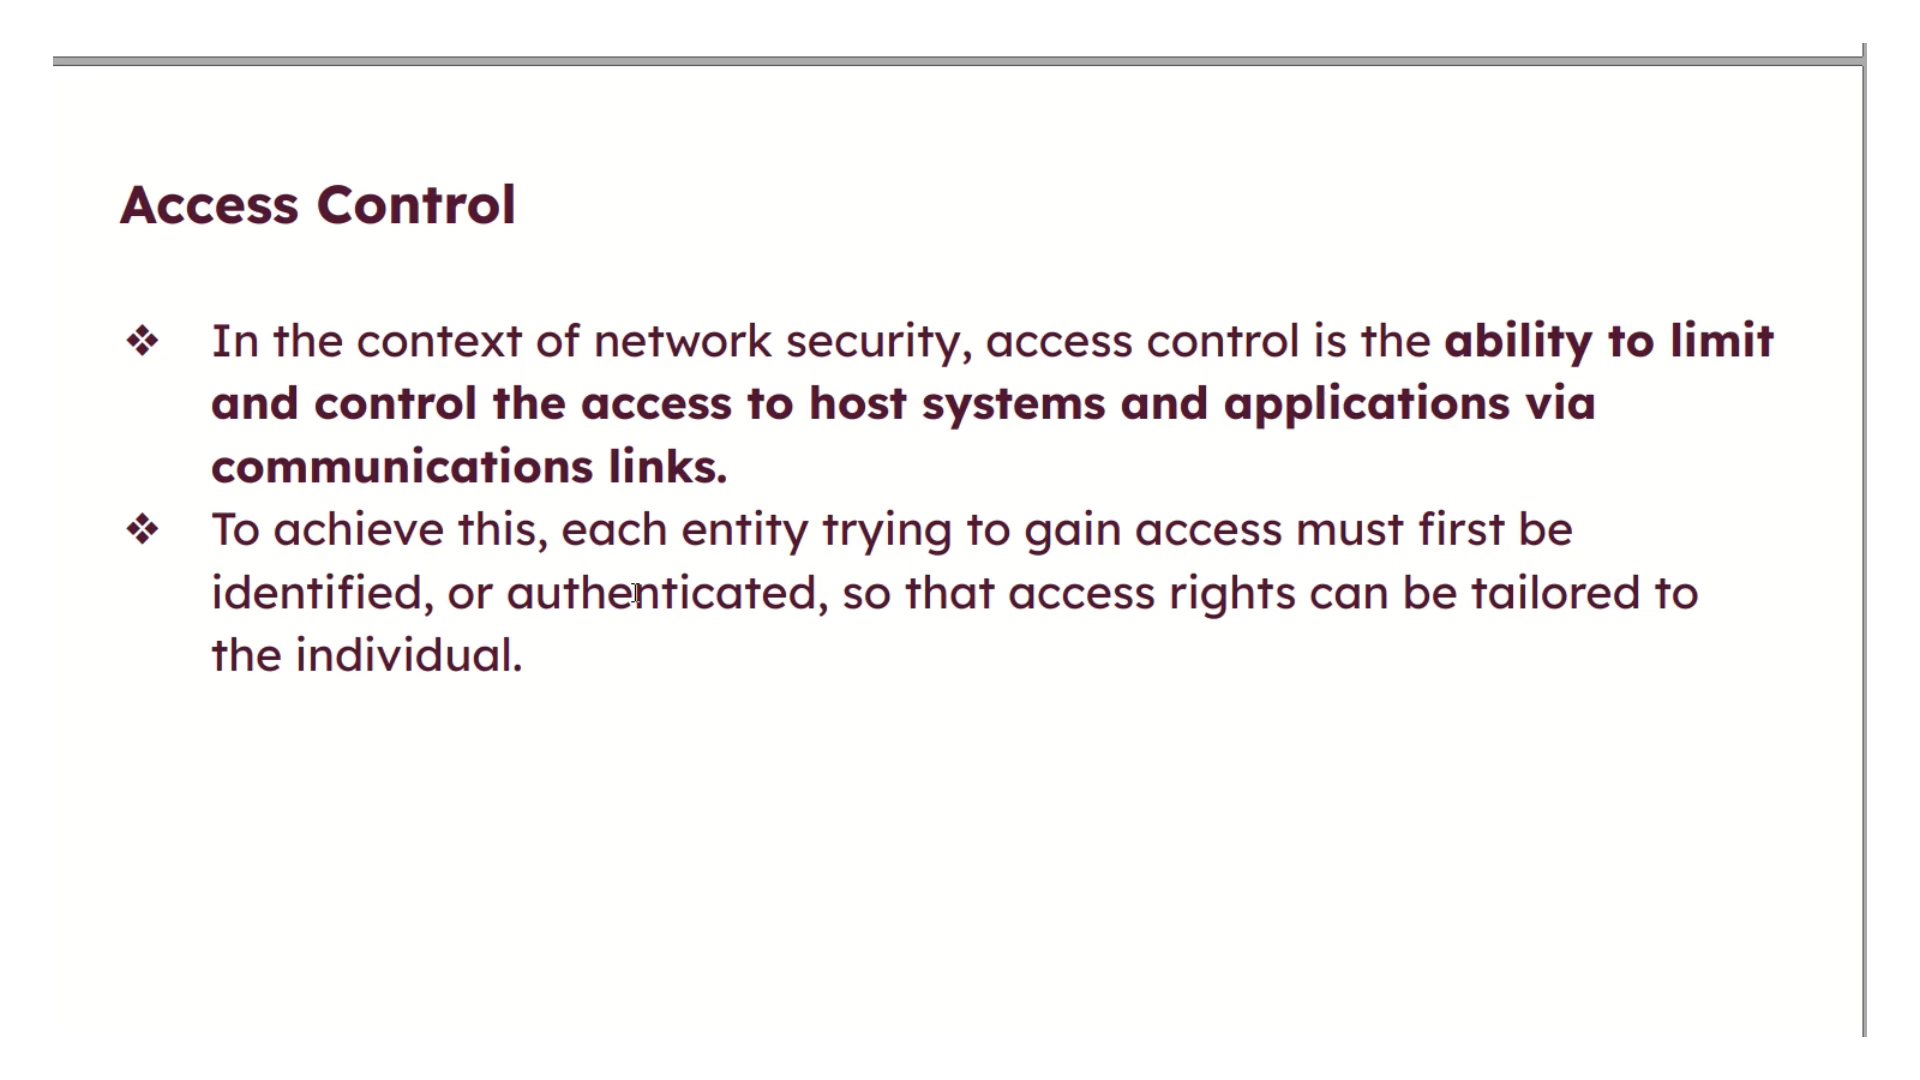 Access Control
❖ In the context of network security, access control is the ability to limit
and control the access to host systems and applications via
communications links.
❖ To achieve this, each entity trying to gain access must first be
identified, or authenticated, so that access rights can be tailored to
the individual.